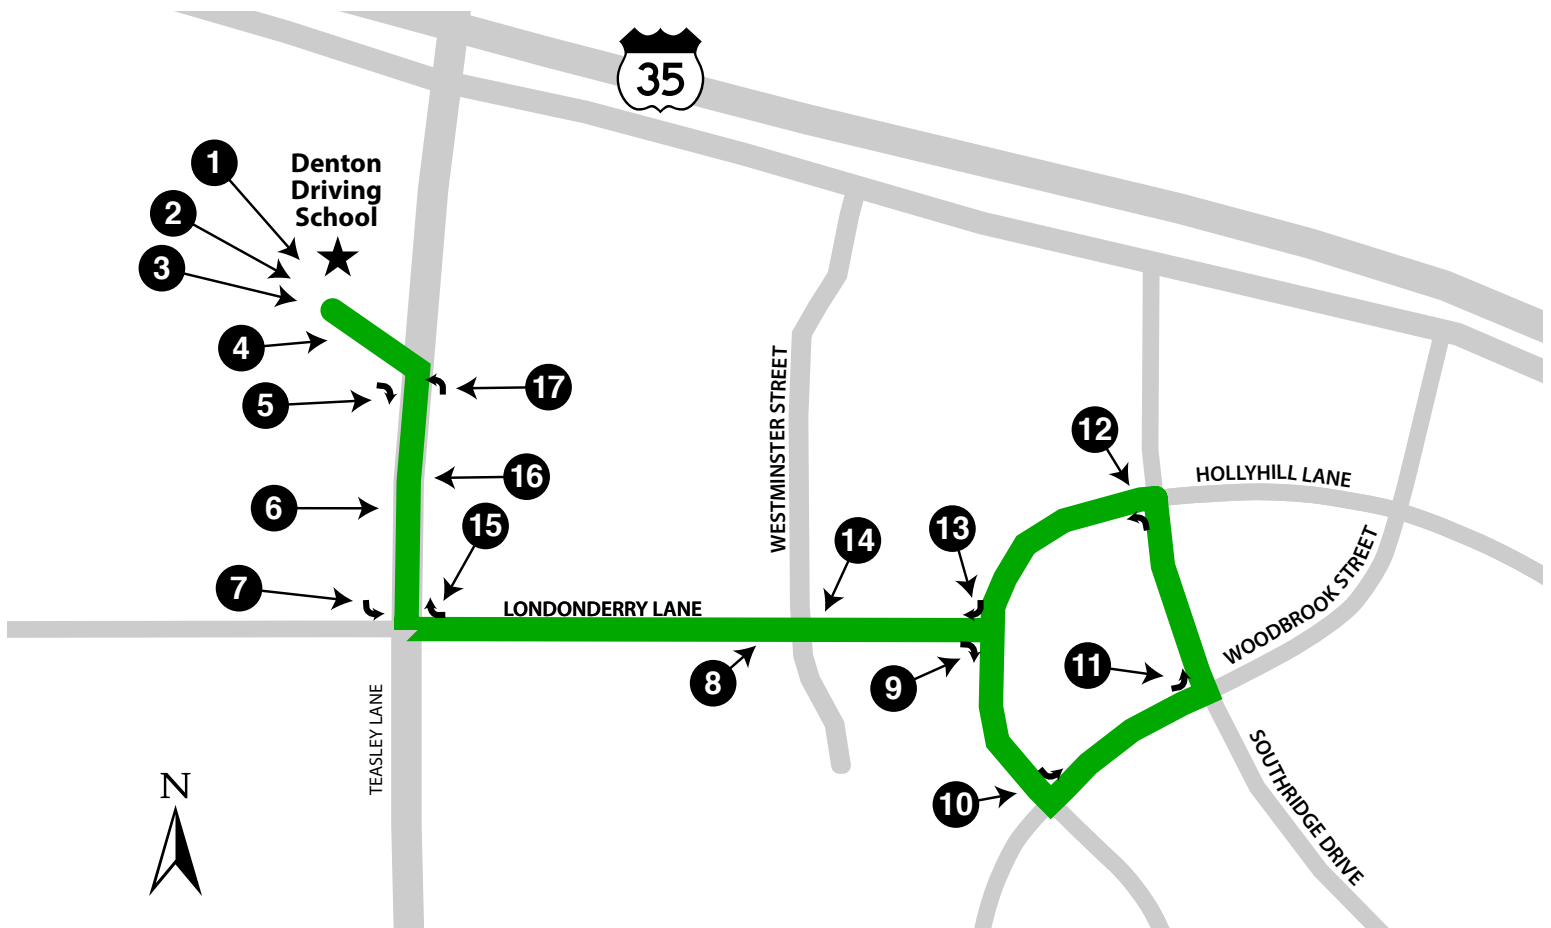 35
1
Denton
Driving
School
2
3
4
5
17
12
16
HOLLYHILL LANE
6
15
WESTMINSTER STREET
14
13
7
LONDONDERRY LANE
WOODBROOK STREET
8
9
11
TEASLEY LANE
SOUTHRIDGE DRIVE
N
10